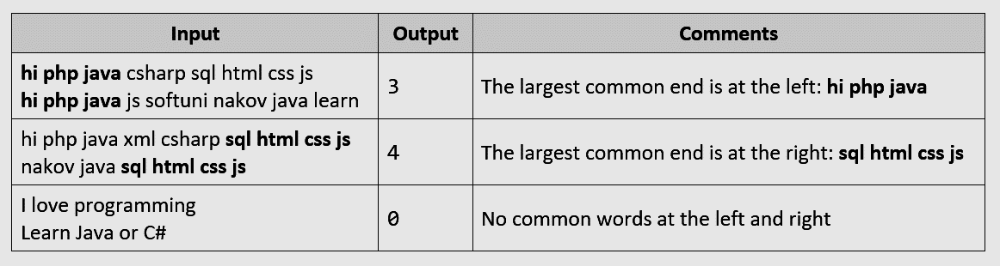 Input Output Comments
hi php java csharp sql html css js
hi php java js softuni nakov java learn
3
The largest common end is at the left: hi php java
hi php java xml csharp sql html css js
nakov java sql html css js
4
The largest common end is at the right: sql html css js
I love programming
Learn Java or C#
0
No common words at the left and right